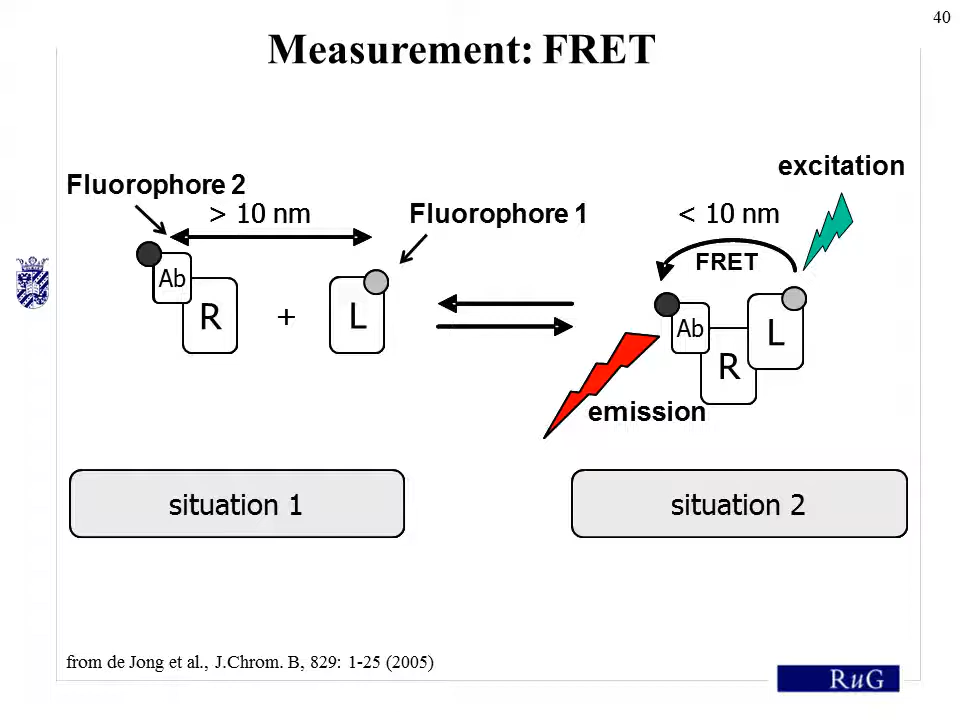 40
Measurement: FRET
excitation
Fluorophore 2
> 10 nm
Fluorophore 1
< 10 nm
FRET
Ab
R
+
L
Ab
R
L
emission
situation 1
situation 2
from de Jong et al., J.Chrom. B, 829: 1-25 (2005)
RuG